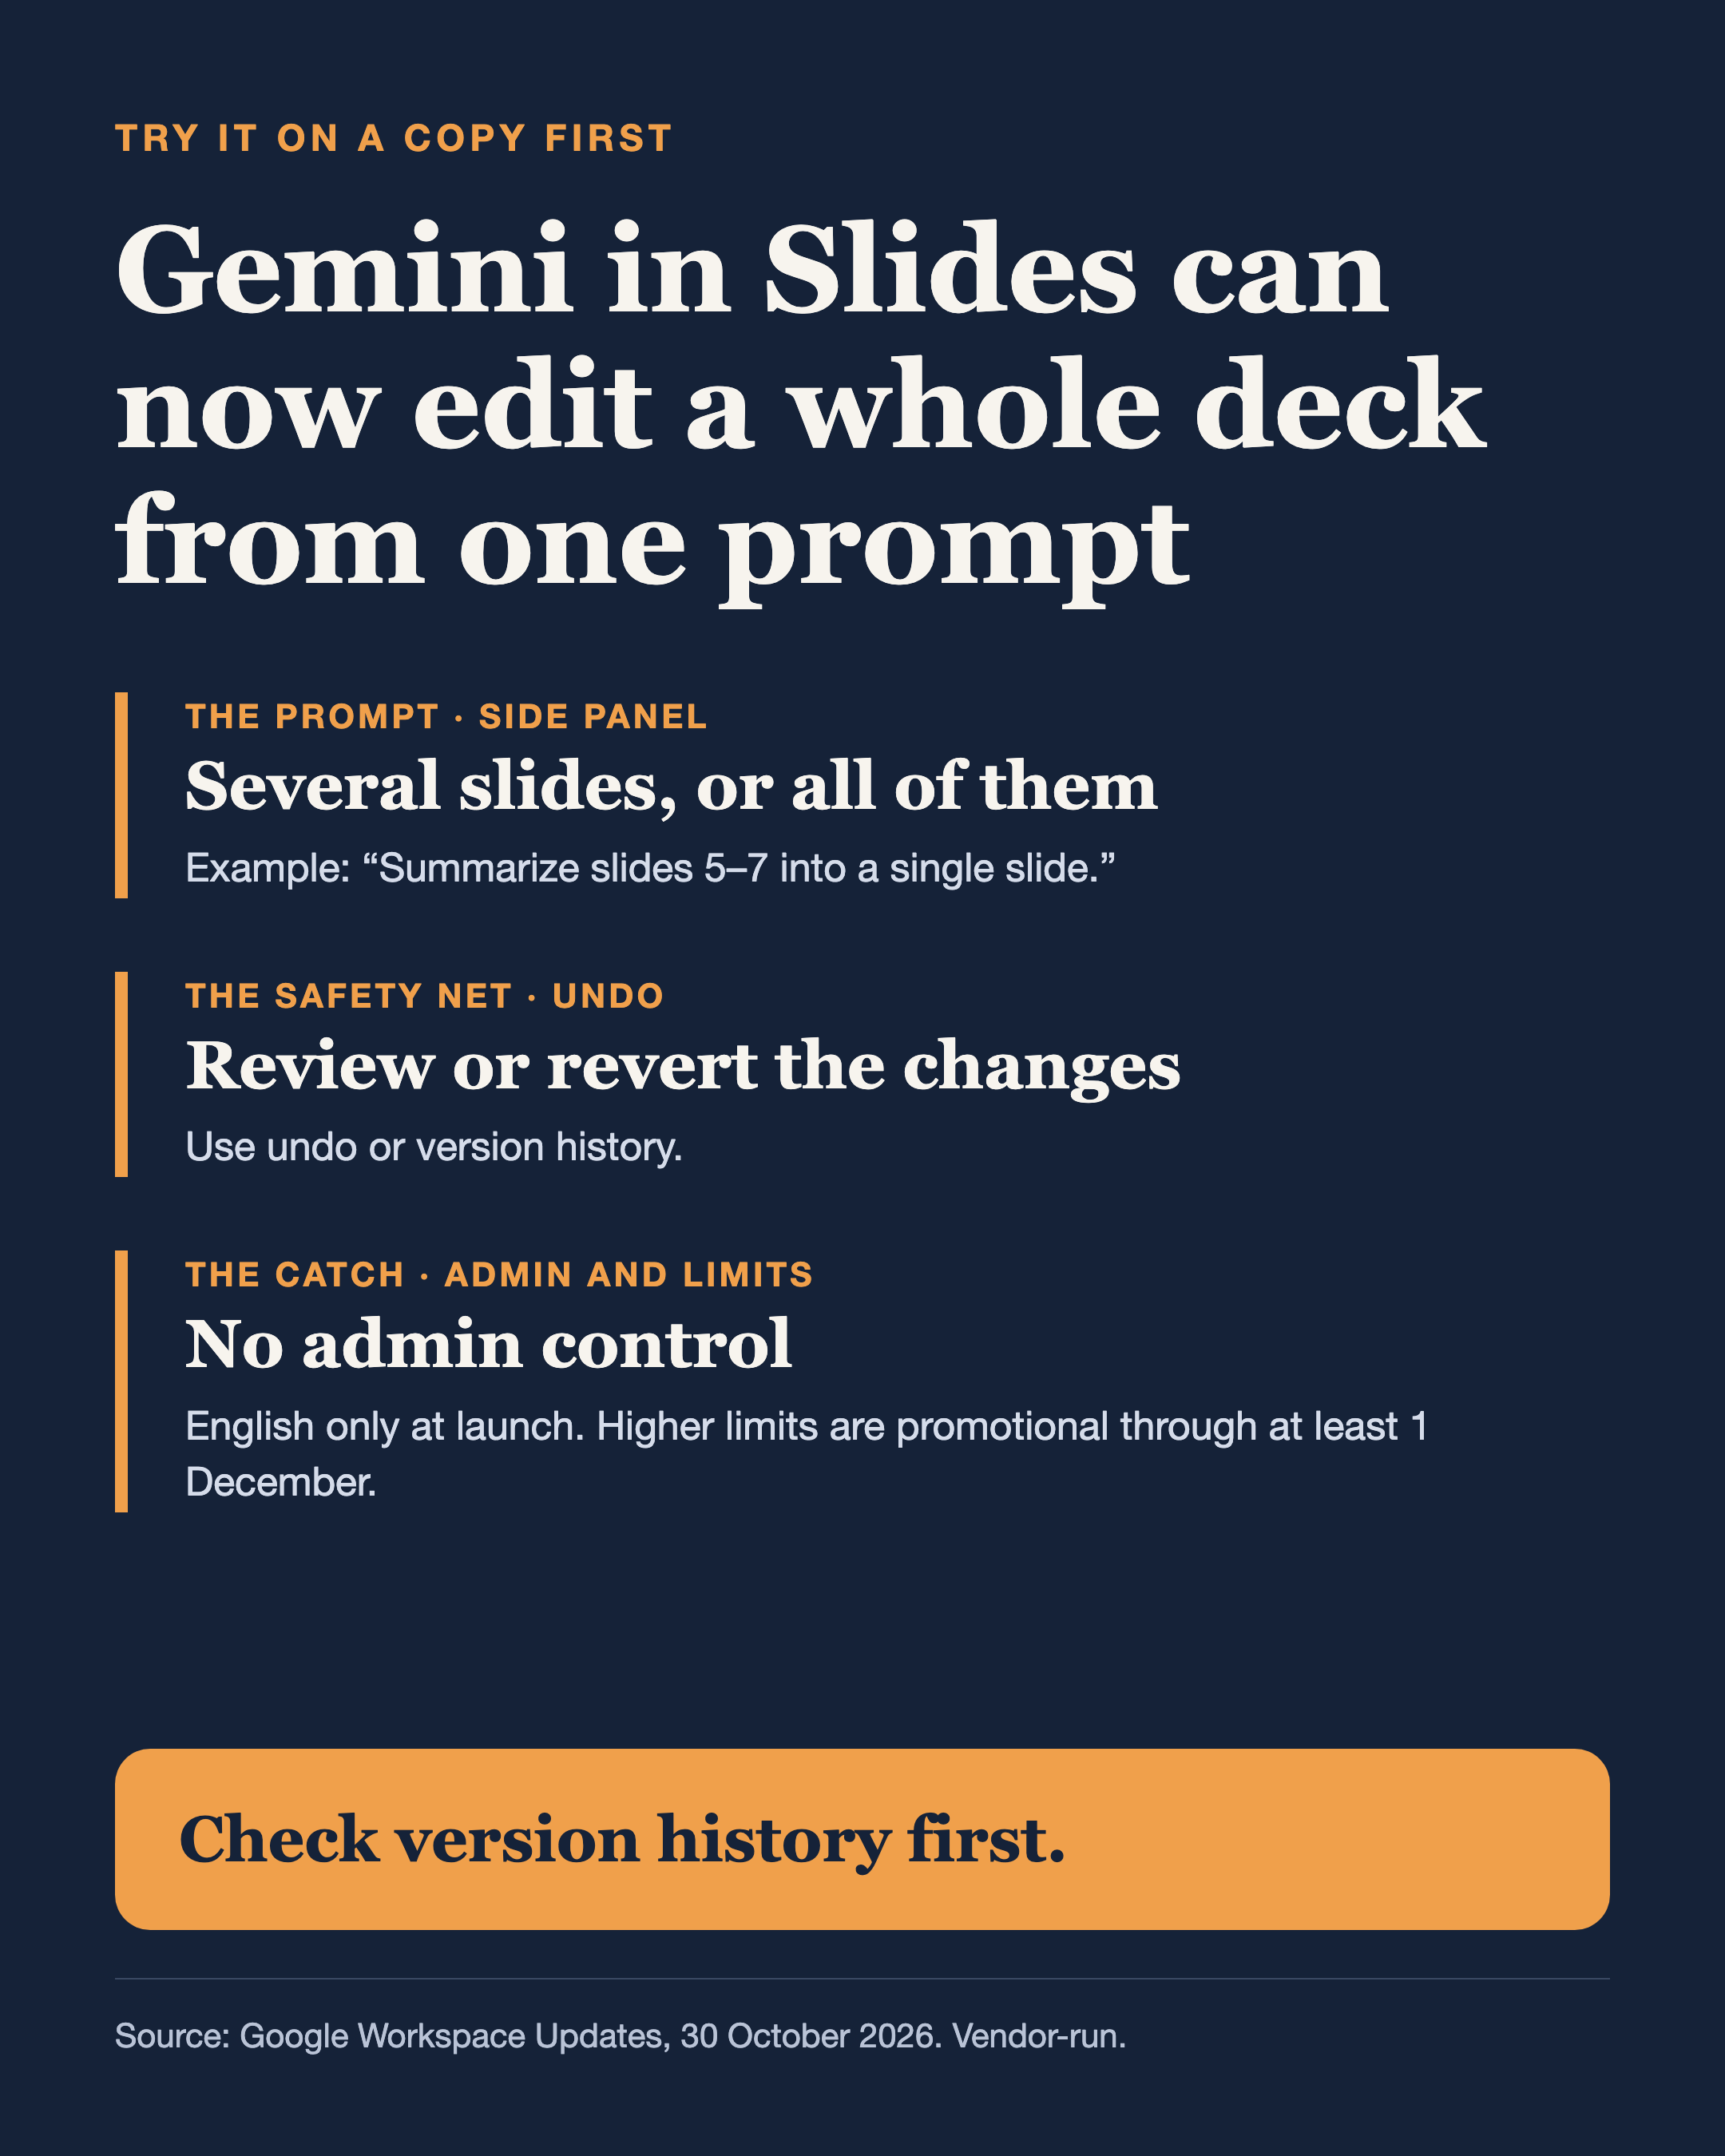 TRY IT ON A COPY FIRST
Gemini in Slides can
now edit a whole deck
from one prompt
THE PROMPT · SIDE PANEL
Several slides, or all of them
Example: “Summarize slides 5–7 into a single slide.”
THE SAFETY NET · UNDO
Review or revert the changes
Use undo or version history.
THE CATCH · ADMIN AND LIMITS
No admin control
English only at launch. Higher limits are promotional through at least 1
December.
Check version history first.
Source: Google Workspace Updates, 30 October 2026. Vendor-run.